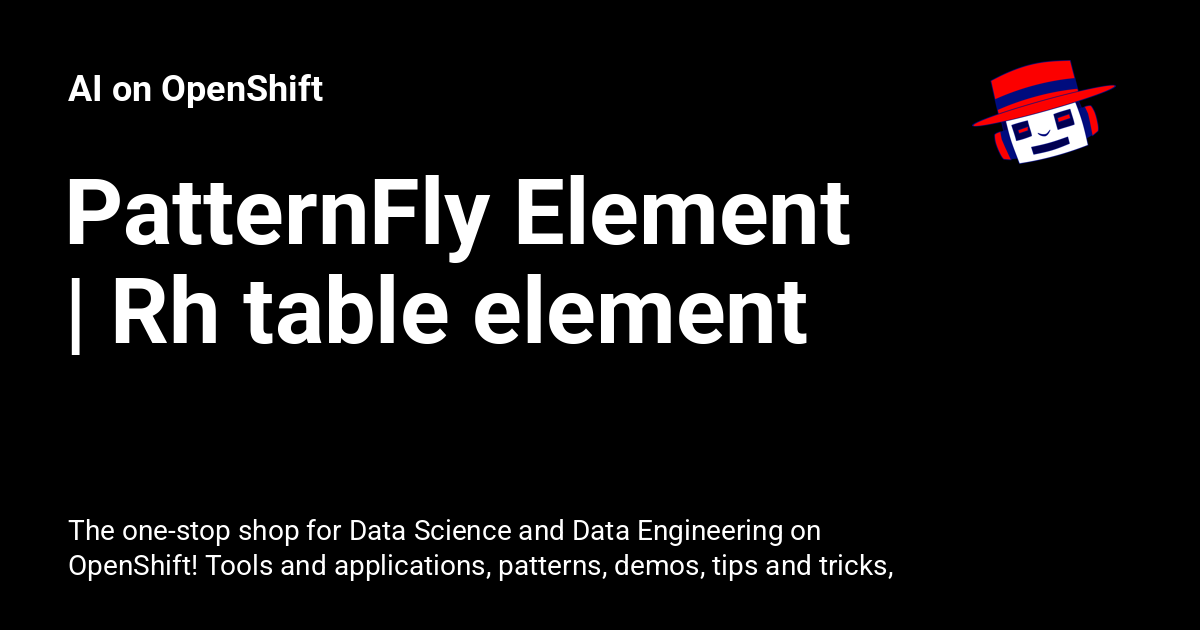 AI on OpenShift
PatternFly Element
| Rh table element
The one-stop shop for Data Science and Data Engineering on
OpenShift! Tools and applications, patterns, demos, tips and tricks,